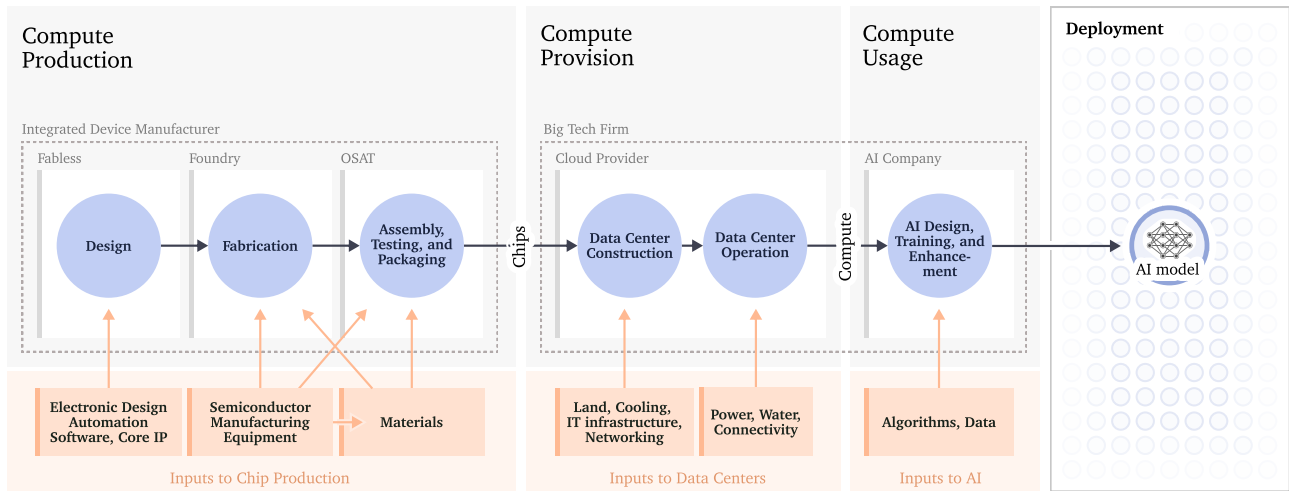 Compute
Production
Integrated Device Manufacturer
Fabless
Foundry
OSAT
Design
Fabrication
Assembly,
Testing, and
Packaging
Chips
Electronic Design
Automation
Software, Core IP
Semiconductor
Manufacturing
Equipment
Materials
Inputs to Chip Production
Compute
Provision
Big Tech Firm
Cloud Provider
Data Center
Construction
Data Center
Operation
Compute
Land, Cooling,
IT infrastructure,
Networking
Power, Water,
Connectivity
Inputs to Data Centers
Compute
Usage
AI Company
AI Design,
Training, and
Enhance-
ment
Algorithms, Data
Inputs to AI
Deployment
AI model